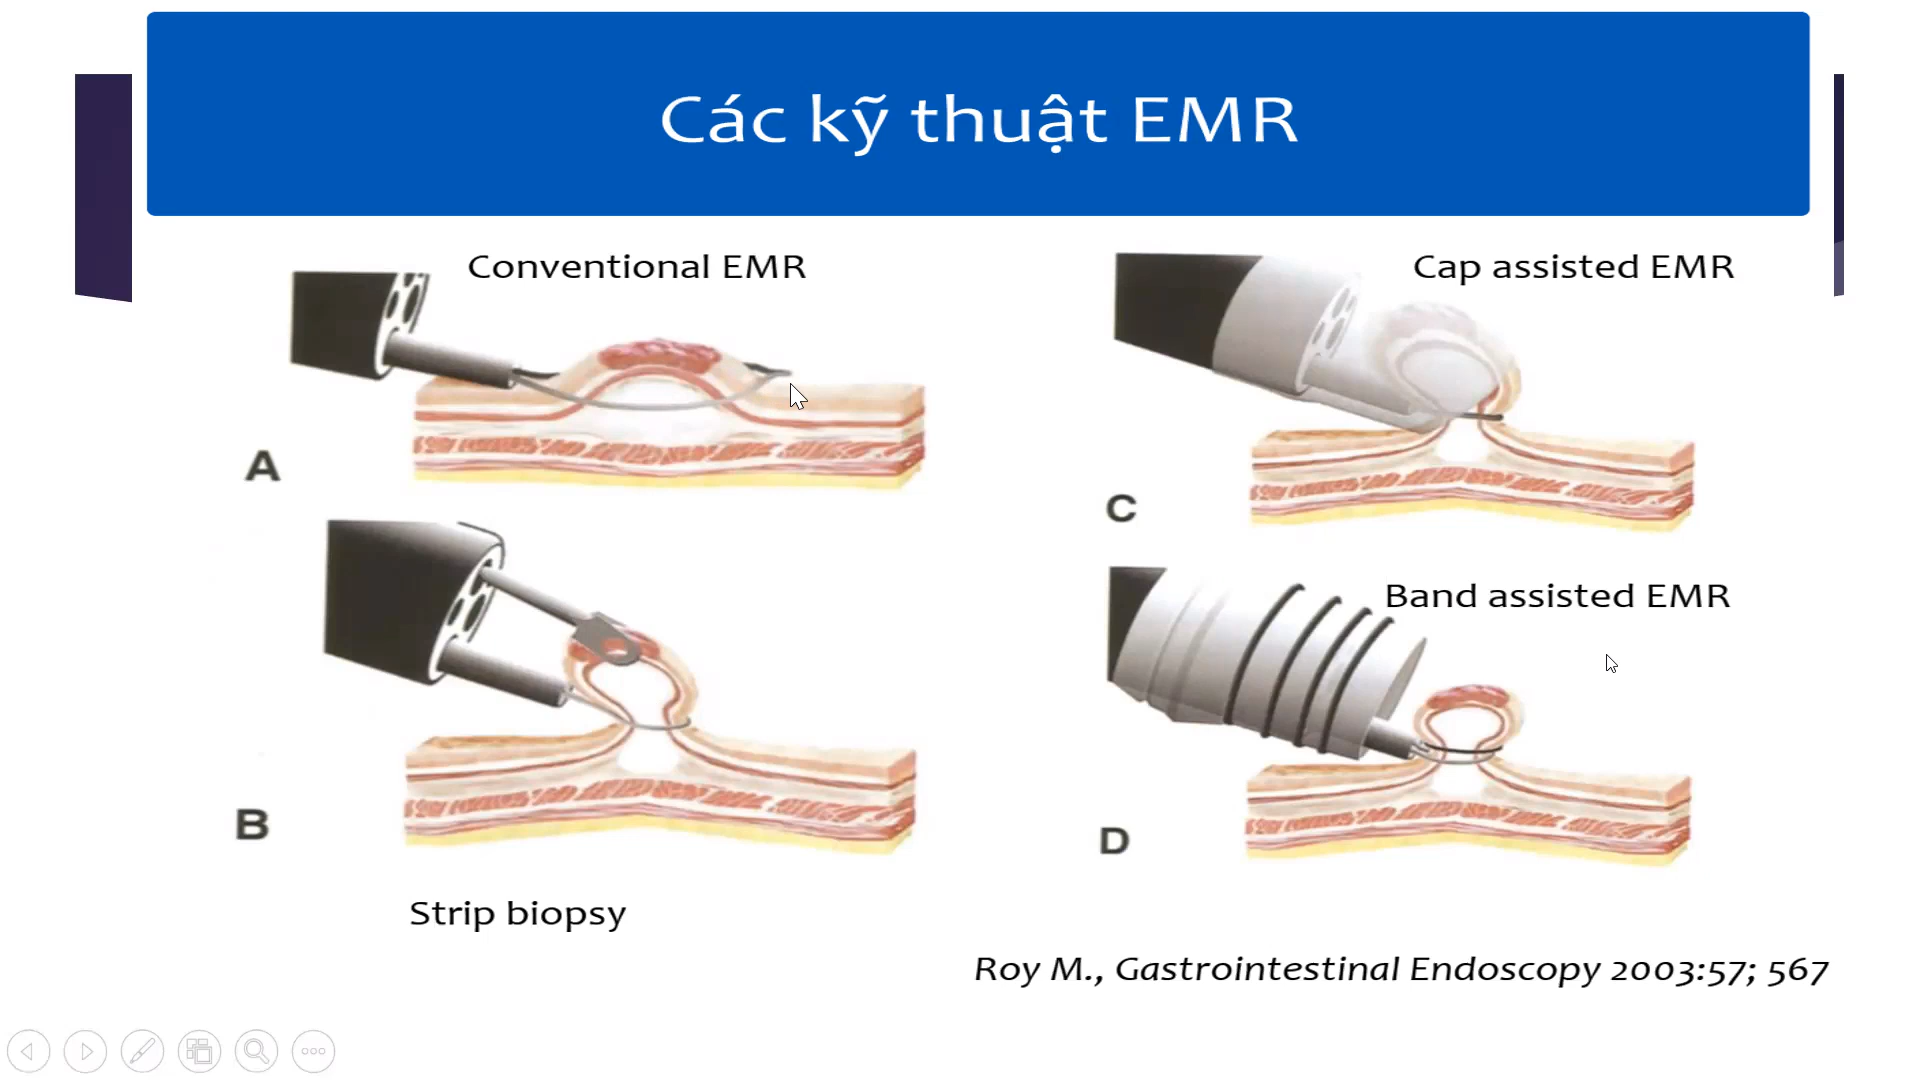 Các kỹ thuật EMR
Conventional EMR
A
B
Strip biopsy
Cap assisted EMR
C
Band assisted EMR
D
Roy M., Gastrointestinal Endoscopy 2003:57; 567